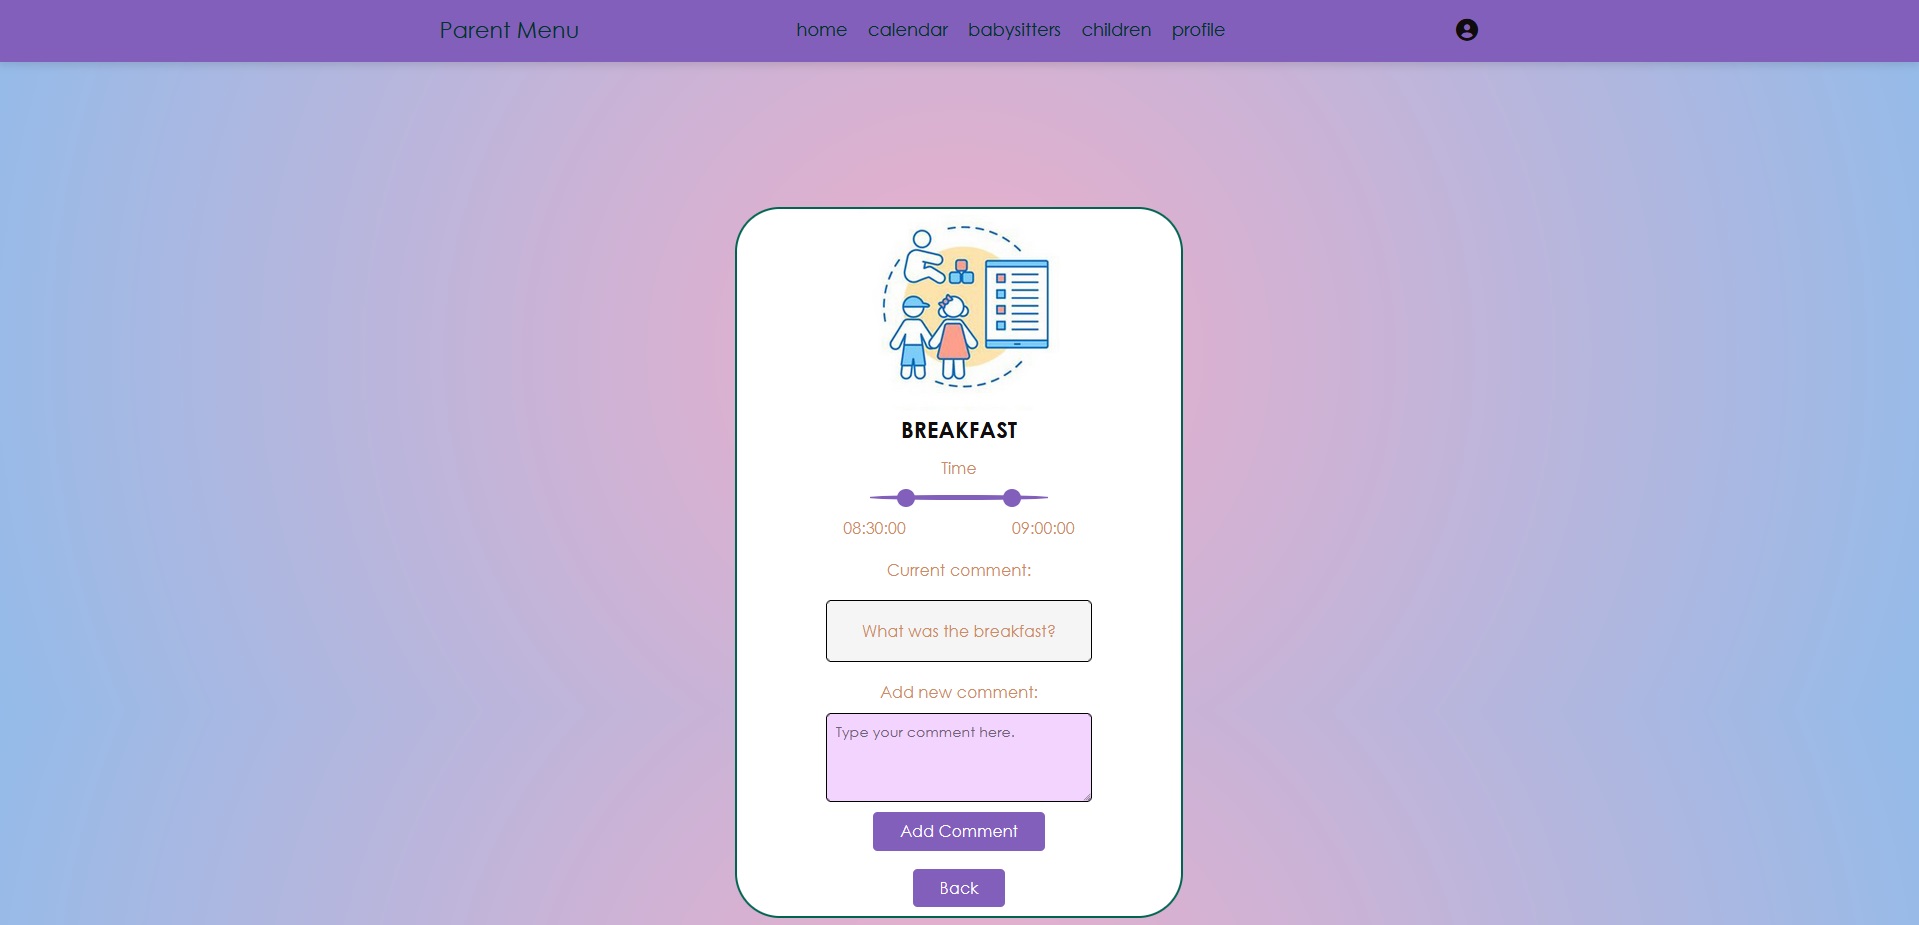 Parent Menu
home calendar babysitters children profile
BREAKFAST
Time
08:30:00 09:00:00
Current comment:
What was the breakfast?
Add new comment:
Type your comment here.
Add Comment
Back